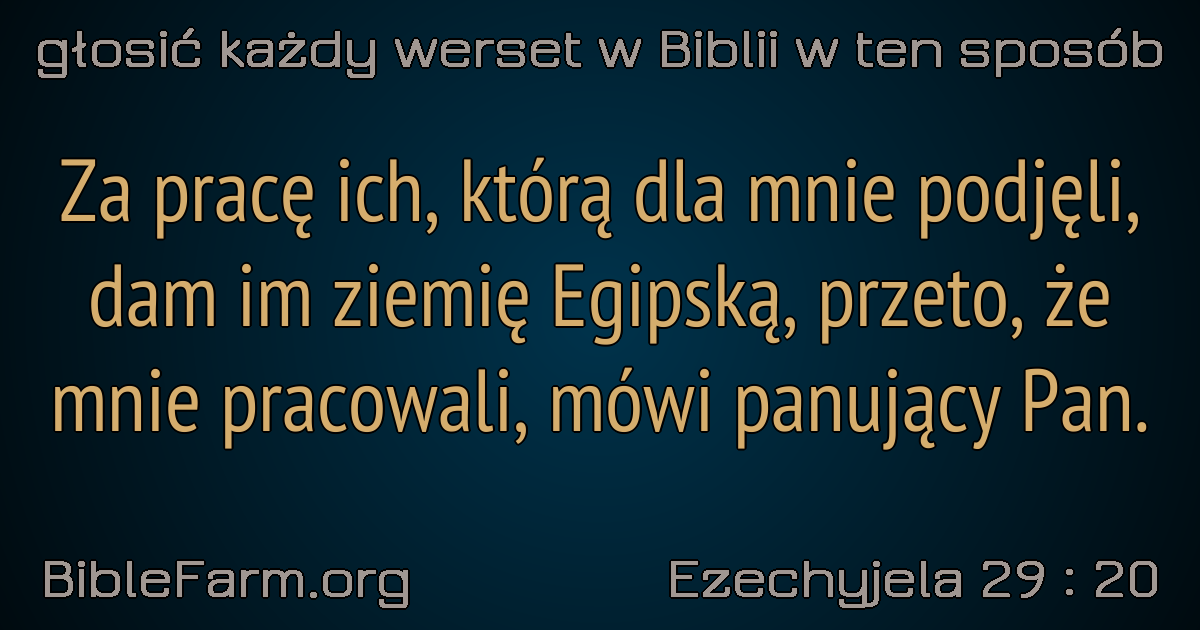 głosić każdy werset w Biblii w ten sposób
Za pracę ich, którą dla mnie podjęli,
dam im ziemię Egipską, przeto, że
mnie pracowali, mówi panujący Pan.
BibleFarm.org
Ezechyjela 29 : 20